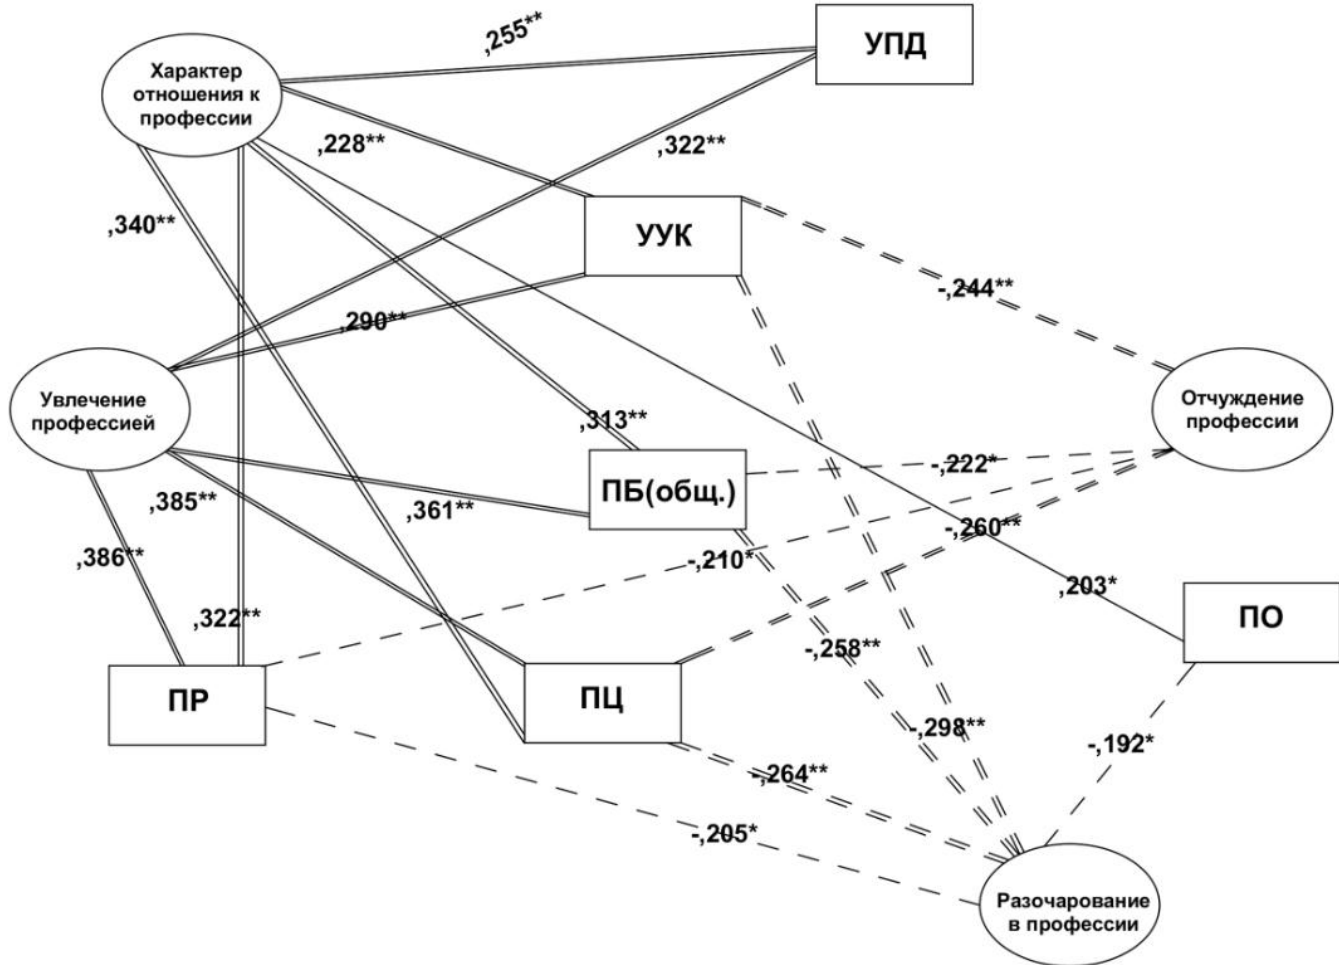 ,255**
УПД
Характер
отношения к
профессии
,228**
,322**
,340**
УУК
-,244**
,290**
Увлечение
профессией
Отчуждение
профессии
,313**
-,222*
ПБ(общ.)
,385**
,361**
-,260**
,386**
-,210*
,203*
,322**
ПО
-,258**
ПР
ПЦ
-,298**
-,192*
-,264**
-,205*
Разочарование
в профессии